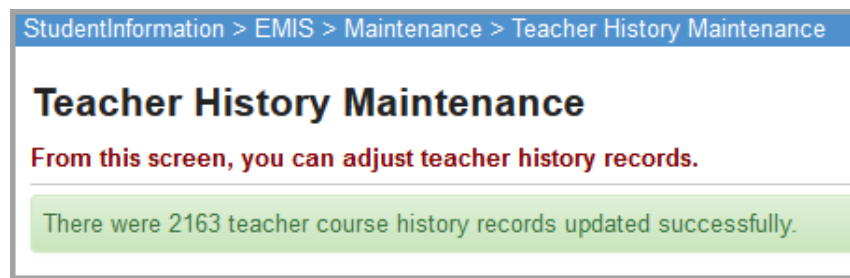 StudentInformation > EMIS > Maintenance > Teacher History Maintenance
Teacher History Maintenance
From this screen, you can adjust teacher history records.
There were 2163 teacher course history records updated successfully.